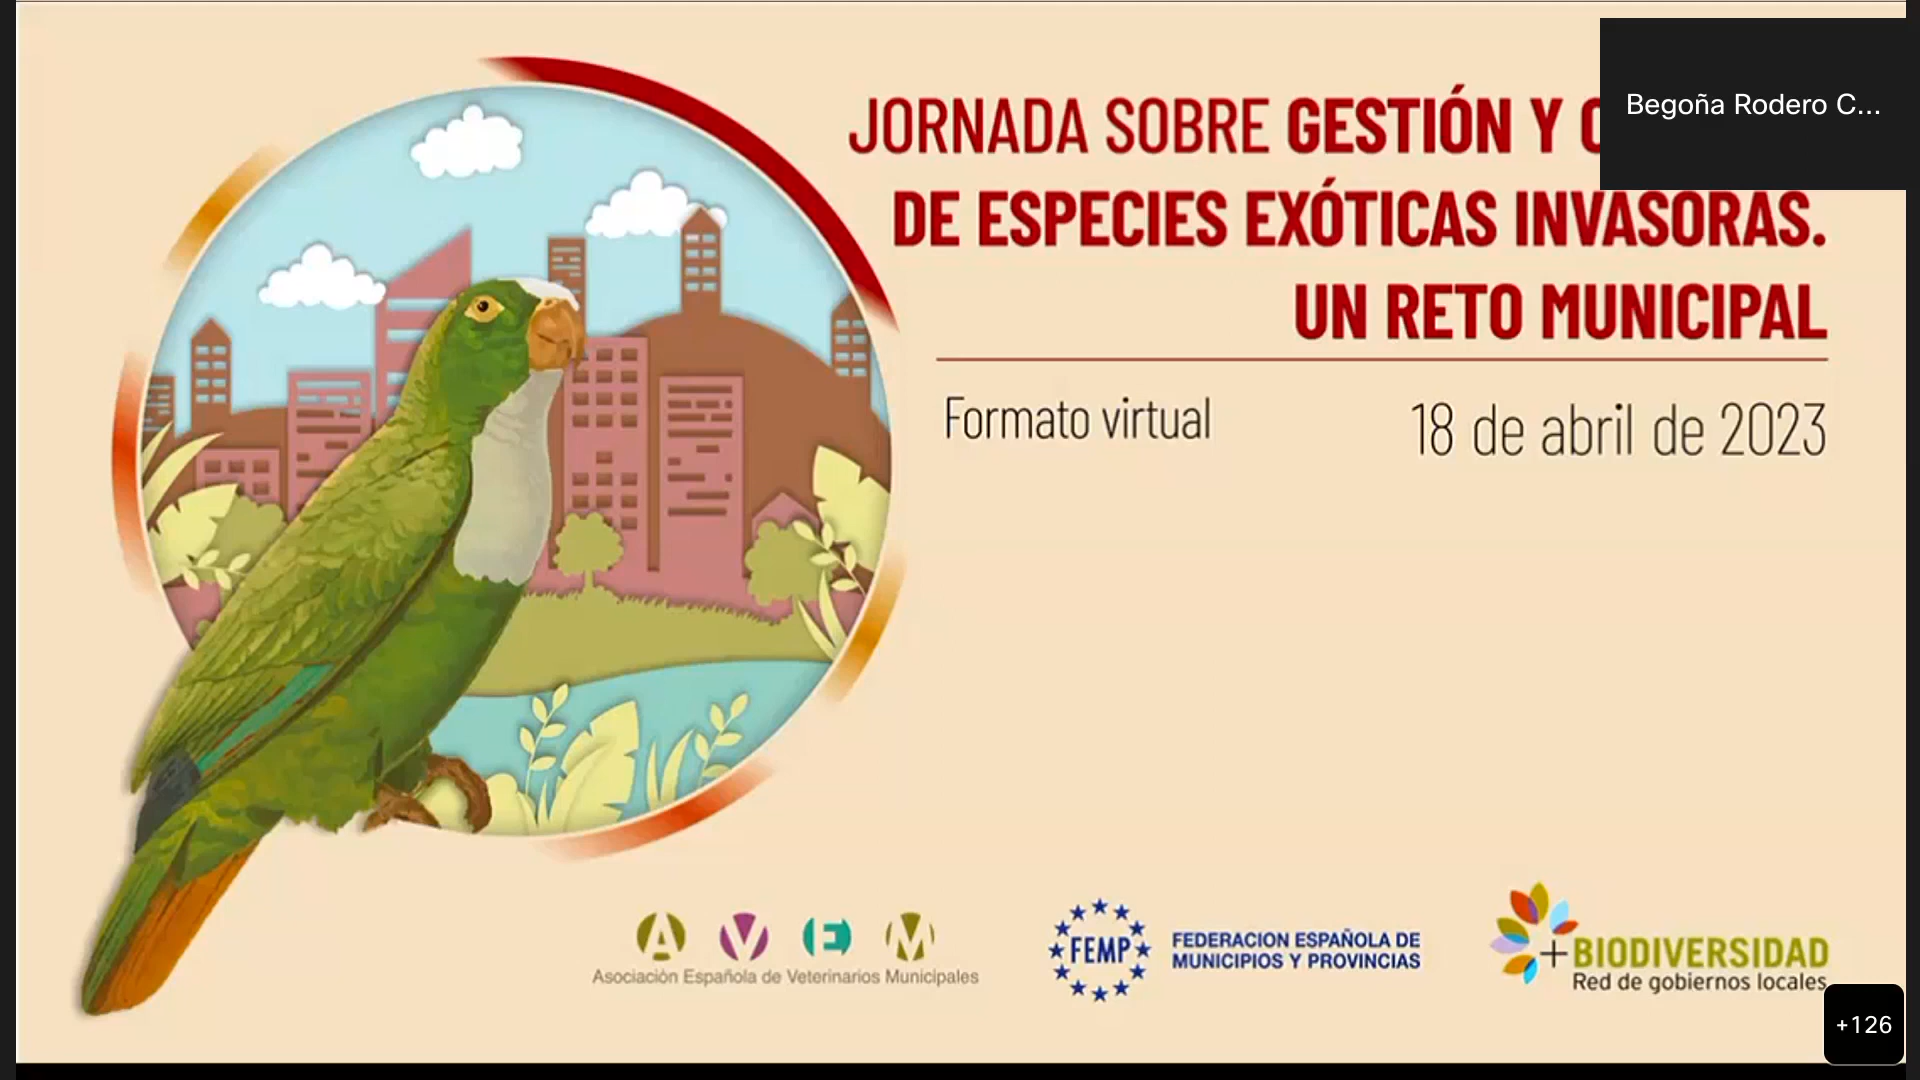 JORNADA SOBRE GESTIÓN Y
DE ESPECIES EXÓTICAS INVASORAS.
UN RETO MUNICIPAL
Begoña Rodero C...
Formato virtual
18 de abril de 2023
A V E M
Asociación Española de Veterinarios Municipales
FEMP
FEDERACION ESPAÑOLA DE
MUNICIPIOS Y PROVINCIAS
+BIODIVERSIDAD
Red de gobiernos locales
+126